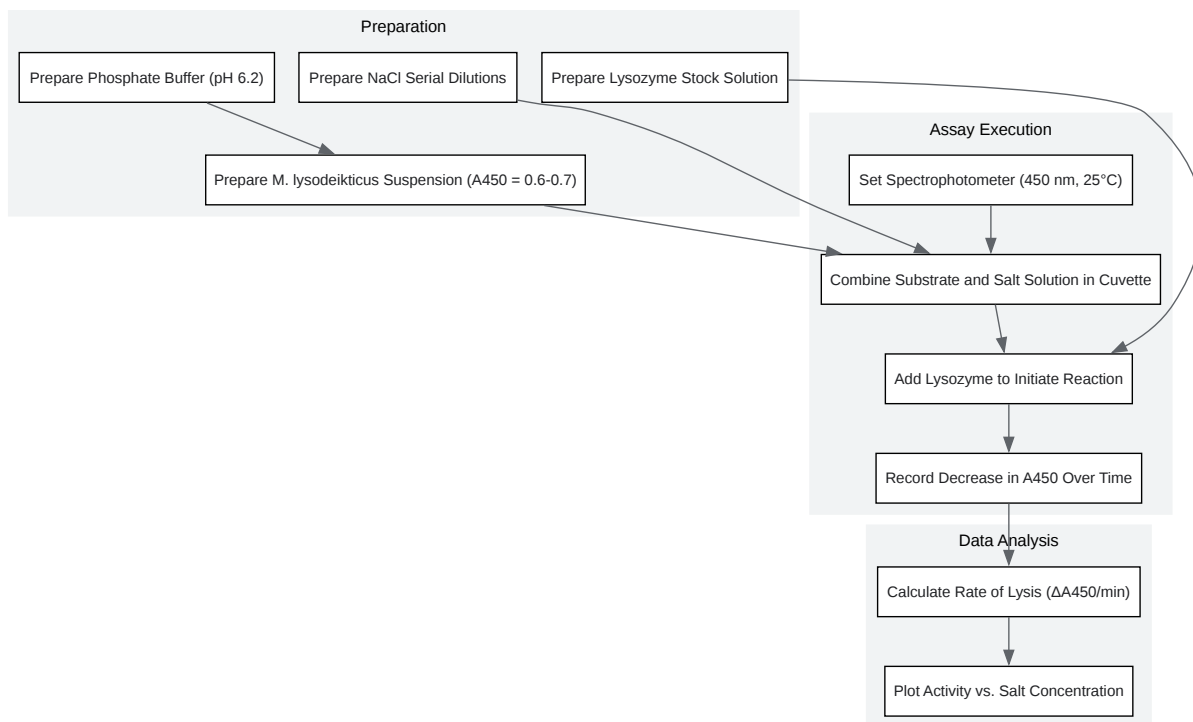 Preparation
Prepare Phosphate Buffer (pH 6.2)
Prepare NaCl Serial Dilutions
Prepare Lysozyme Stock Solution
Prepare M. lysodeikticus Suspension (A450 = 0.6-0.7)
Assay Execution
Set Spectrophotometer (450 nm, 25°C)
Combine Substrate and Salt Solution in Cuvette
Add Lysozyme to Initiate Reaction
Record Decrease in A450 Over Time
Data Analysis
Calculate Rate of Lysis (ΔA450/min)
Plot Activity vs. Salt Concentration